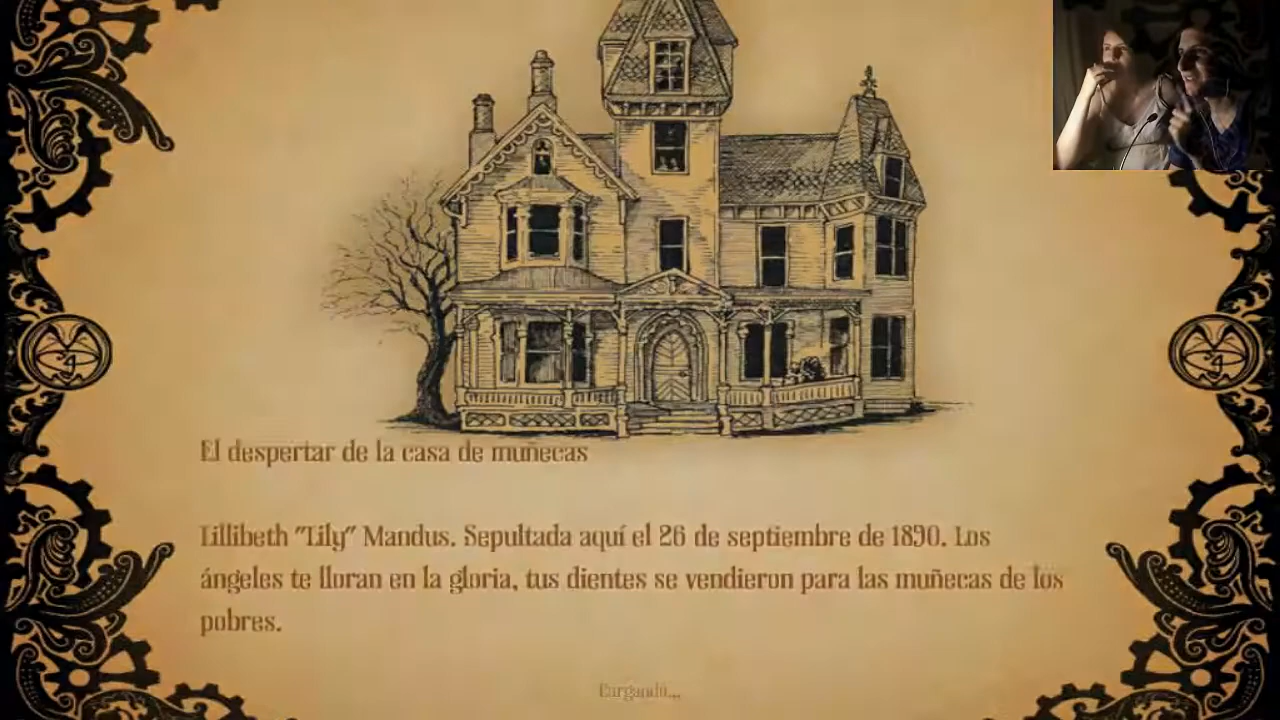 El despertar de la casa de muñecas
Lillibeth "Lily" Mandus. Sepultada aquí el 26 de septiembre de 1890. Los
ángeles te lloran en la gloria, tus dientes se vendieron para las muñecas de los
pobres.
Cargando...